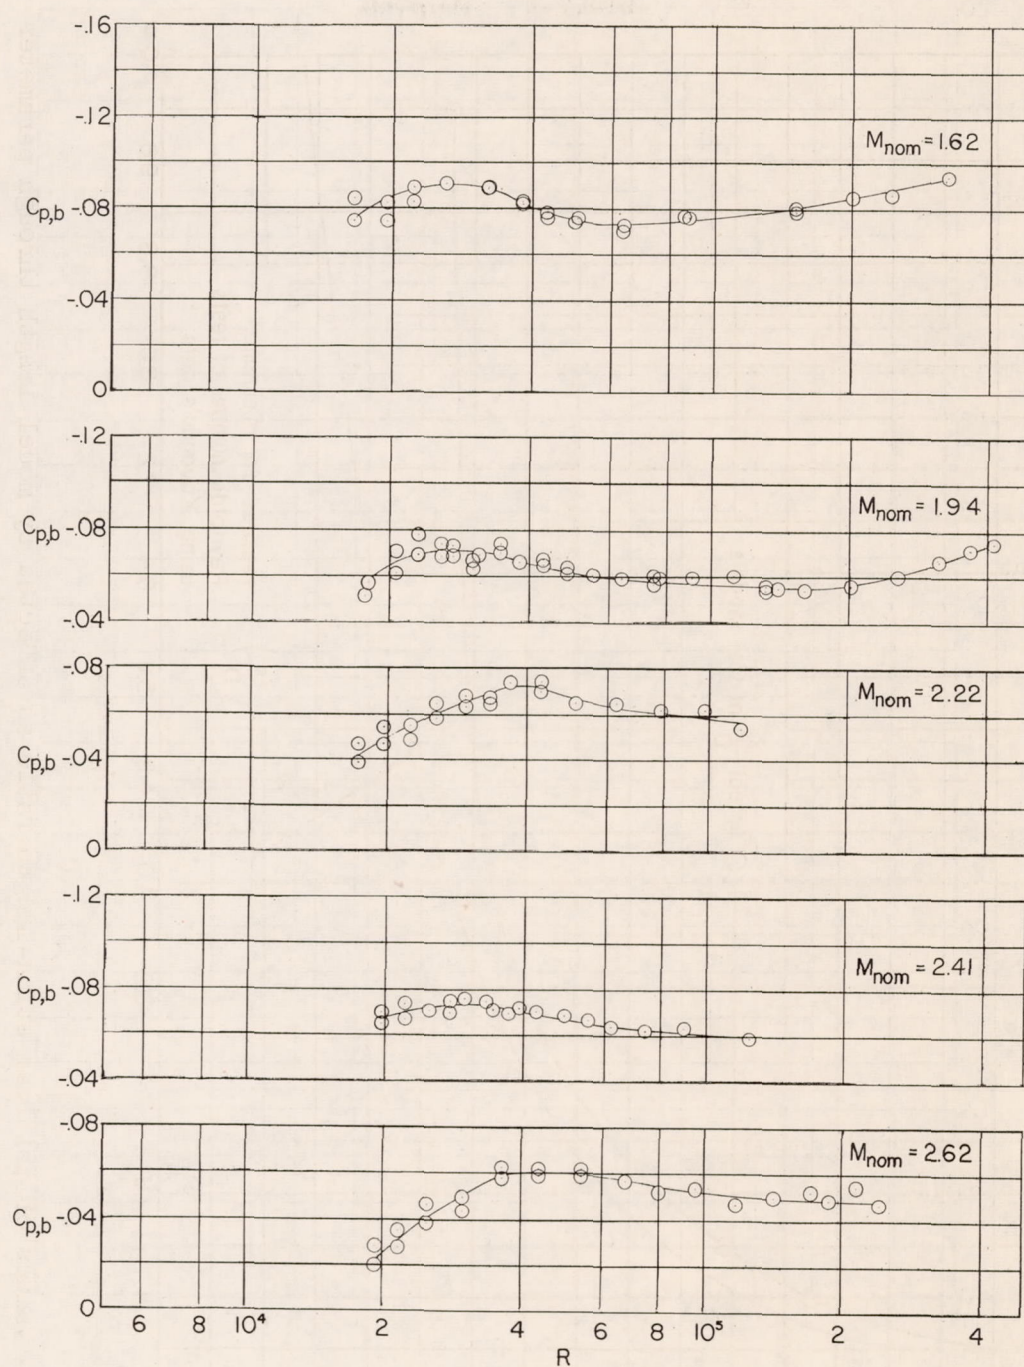 -.16
-.12
M_nom = 1.62
C_p,b -.08
-.04
0
-.12
M_nom = 1.94
C_p,b -.08
-.04
-.08
M_nom = 2.22
C_p,b -.04
0
-.12
M_nom = 2.41
C_p,b -.08
-.04
-.08
M_nom = 2.62
C_p,b -.04
0
6 8 10⁴ 2 4 6 8 10⁵ 2 4
R